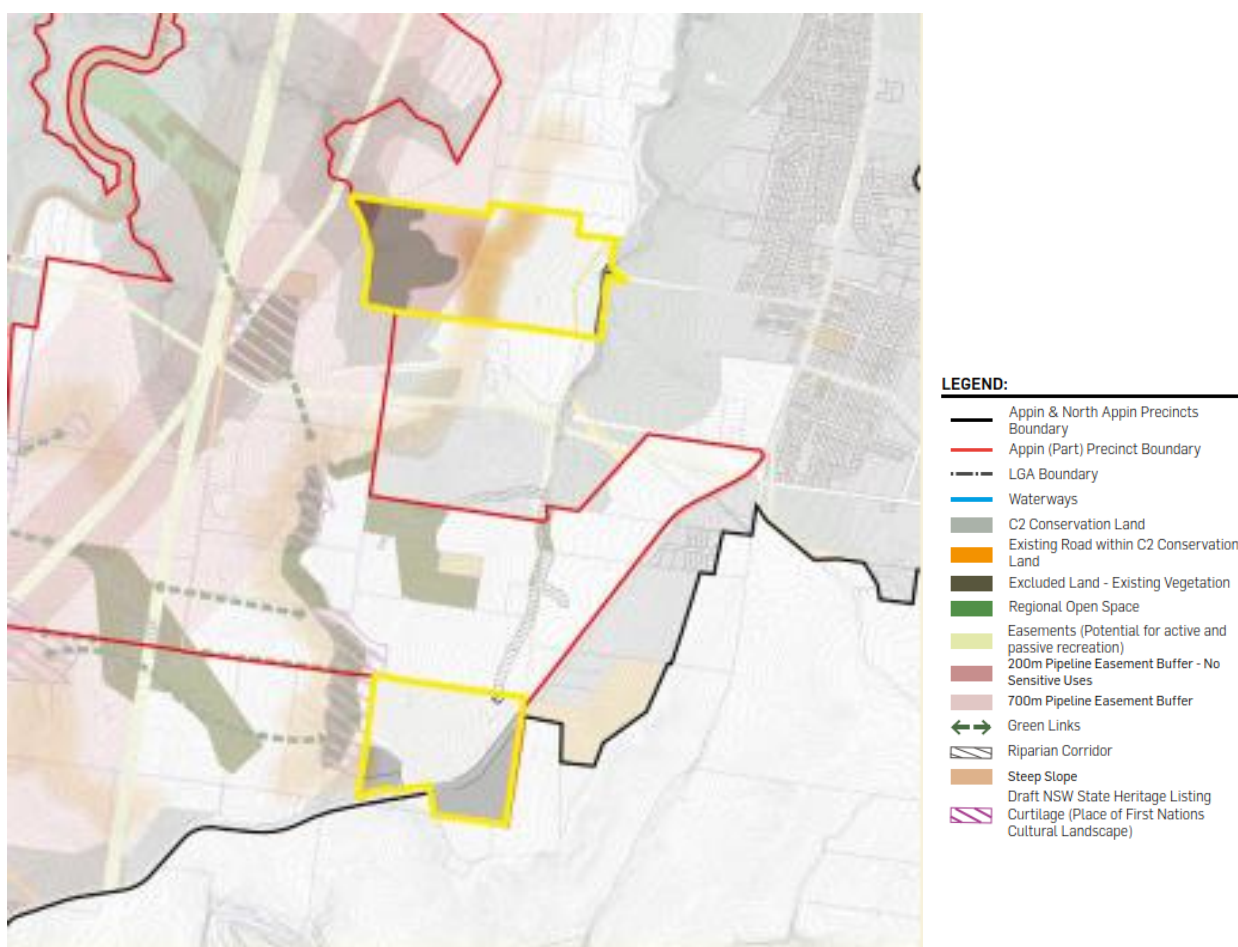 LEGEND:
Appin & North Appin Precincts
Boundary
Appin (Part) Precinct Boundary
LGA Boundary
Waterways
C2 Conservation Land
Existing Road within C2 Conservation
Land
Excluded Land - Existing Vegetation
Regional Open Space
Easements (Potential for active and
passive recreation)
200m Pipeline Easement Buffer - No
Sensitive Uses
700m Pipeline Easement Buffer
Green Links
Riparian Corridor
Steep Slope
Draft NSW State Heritage Listing
Curtilage (Place of First Nations
Cultural Landscape)